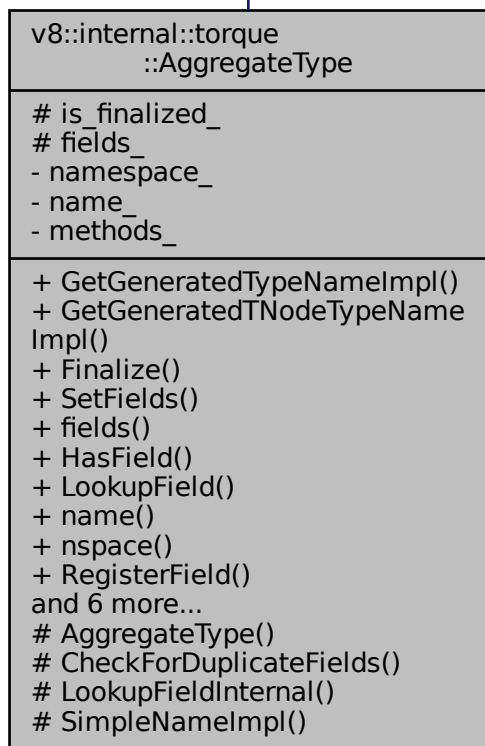 v8::internal::torque
::AggregateType
# is_finalized_
# fields_
- namespace_
- name_
- methods_
+ GetGeneratedTypeNameImpl()
+ GetGeneratedTNodeTypeName
Impl()
+ Finalize()
+ SetFields()
+ fields()
+ HasField()
+ LookupField()
+ name()
+ nspace()
+ RegisterField()
and 6 more...
# AggregateType()
# CheckForDuplicateFields()
# LookupFieldInternal()
# SimpleNameImpl()